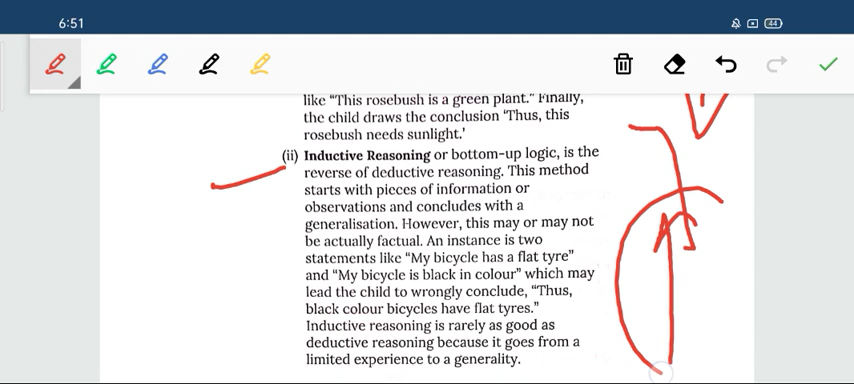 6:51
44
like “This rosebush is a green plant.” Finally,
the child draws the conclusion ‘Thus, this
rosebush needs sunlight.’
(ii) Inductive Reasoning or bottom-up logic, is the
reverse of deductive reasoning. This method
starts with pieces of information or
observations and concludes with a
generalisation. However, this may or may not
be actually factual. An instance is two
statements like “My bicycle has a flat tyre”
and “My bicycle is black in colour” which may
lead the child to wrongly conclude, “Thus,
black colour bicycles have flat tyres.”
Inductive reasoning is rarely as good as
deductive reasoning because it goes from a
limited experience to a generality.